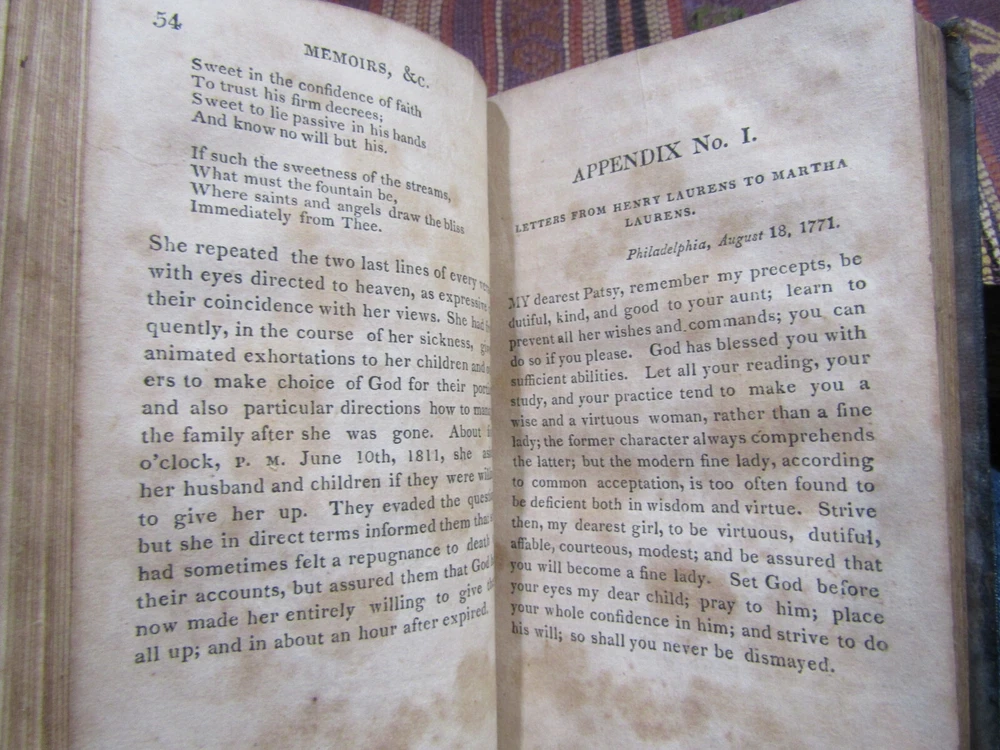 54
MEMOIRS, &c.
Sweet in the confidence of faith
To trust his firm decrees;
Sweet to lie passive in his hands
And know no will but his.
If such the sweetness of the streams,
What must the fountain be,
Where saints and angels draw the bliss
Immediately from Thee.
She repeated the two last lines of every
with eyes directed to heaven, as expressive
their coincidence with her views. She had
quently, in the course of her sickness,
animated exhortations to her children and
ers to make choice of God for their
and also particular directions how to
the family after she was gone. About
o'clock, P. M. June 10th, 1811, she
her husband and children if they were
to give her up. They evaded the
but she in direct terms informed them
had sometimes felt a repugnance to death
their accounts, but assured them that God
now made her entirely willing to give
all up; and in about an hour after expired.
APPENDIX No. I.
LETTERS FROM HENRY LAURENS TO MARTHA
LAURENS.
Philadelphia, August 18, 1771.
MY dearest Patsy, remember my precepts, be
dutiful, kind, and good to your aunt; learn to
prevent all her wishes and commands; you can
do so if you please. God has blessed you with
sufficient abilities. Let all your reading, your
study, and your practice tend to make you a
wise and a virtuous woman, rather than a fine
lady; the former character always comprehends
the latter; but the modern fine lady, according
to common acceptation, is too often found to
be deficient both in wisdom and virtue. Strive
then, my dearest girl, to be virtuous, dutiful,
affable, courteous, modest; and be assured that
you will become a fine lady. Set God before
your eyes my dear child; pray to him; place
your whole confidence in him; and strive to do
his will; so shall you never be dismayed.